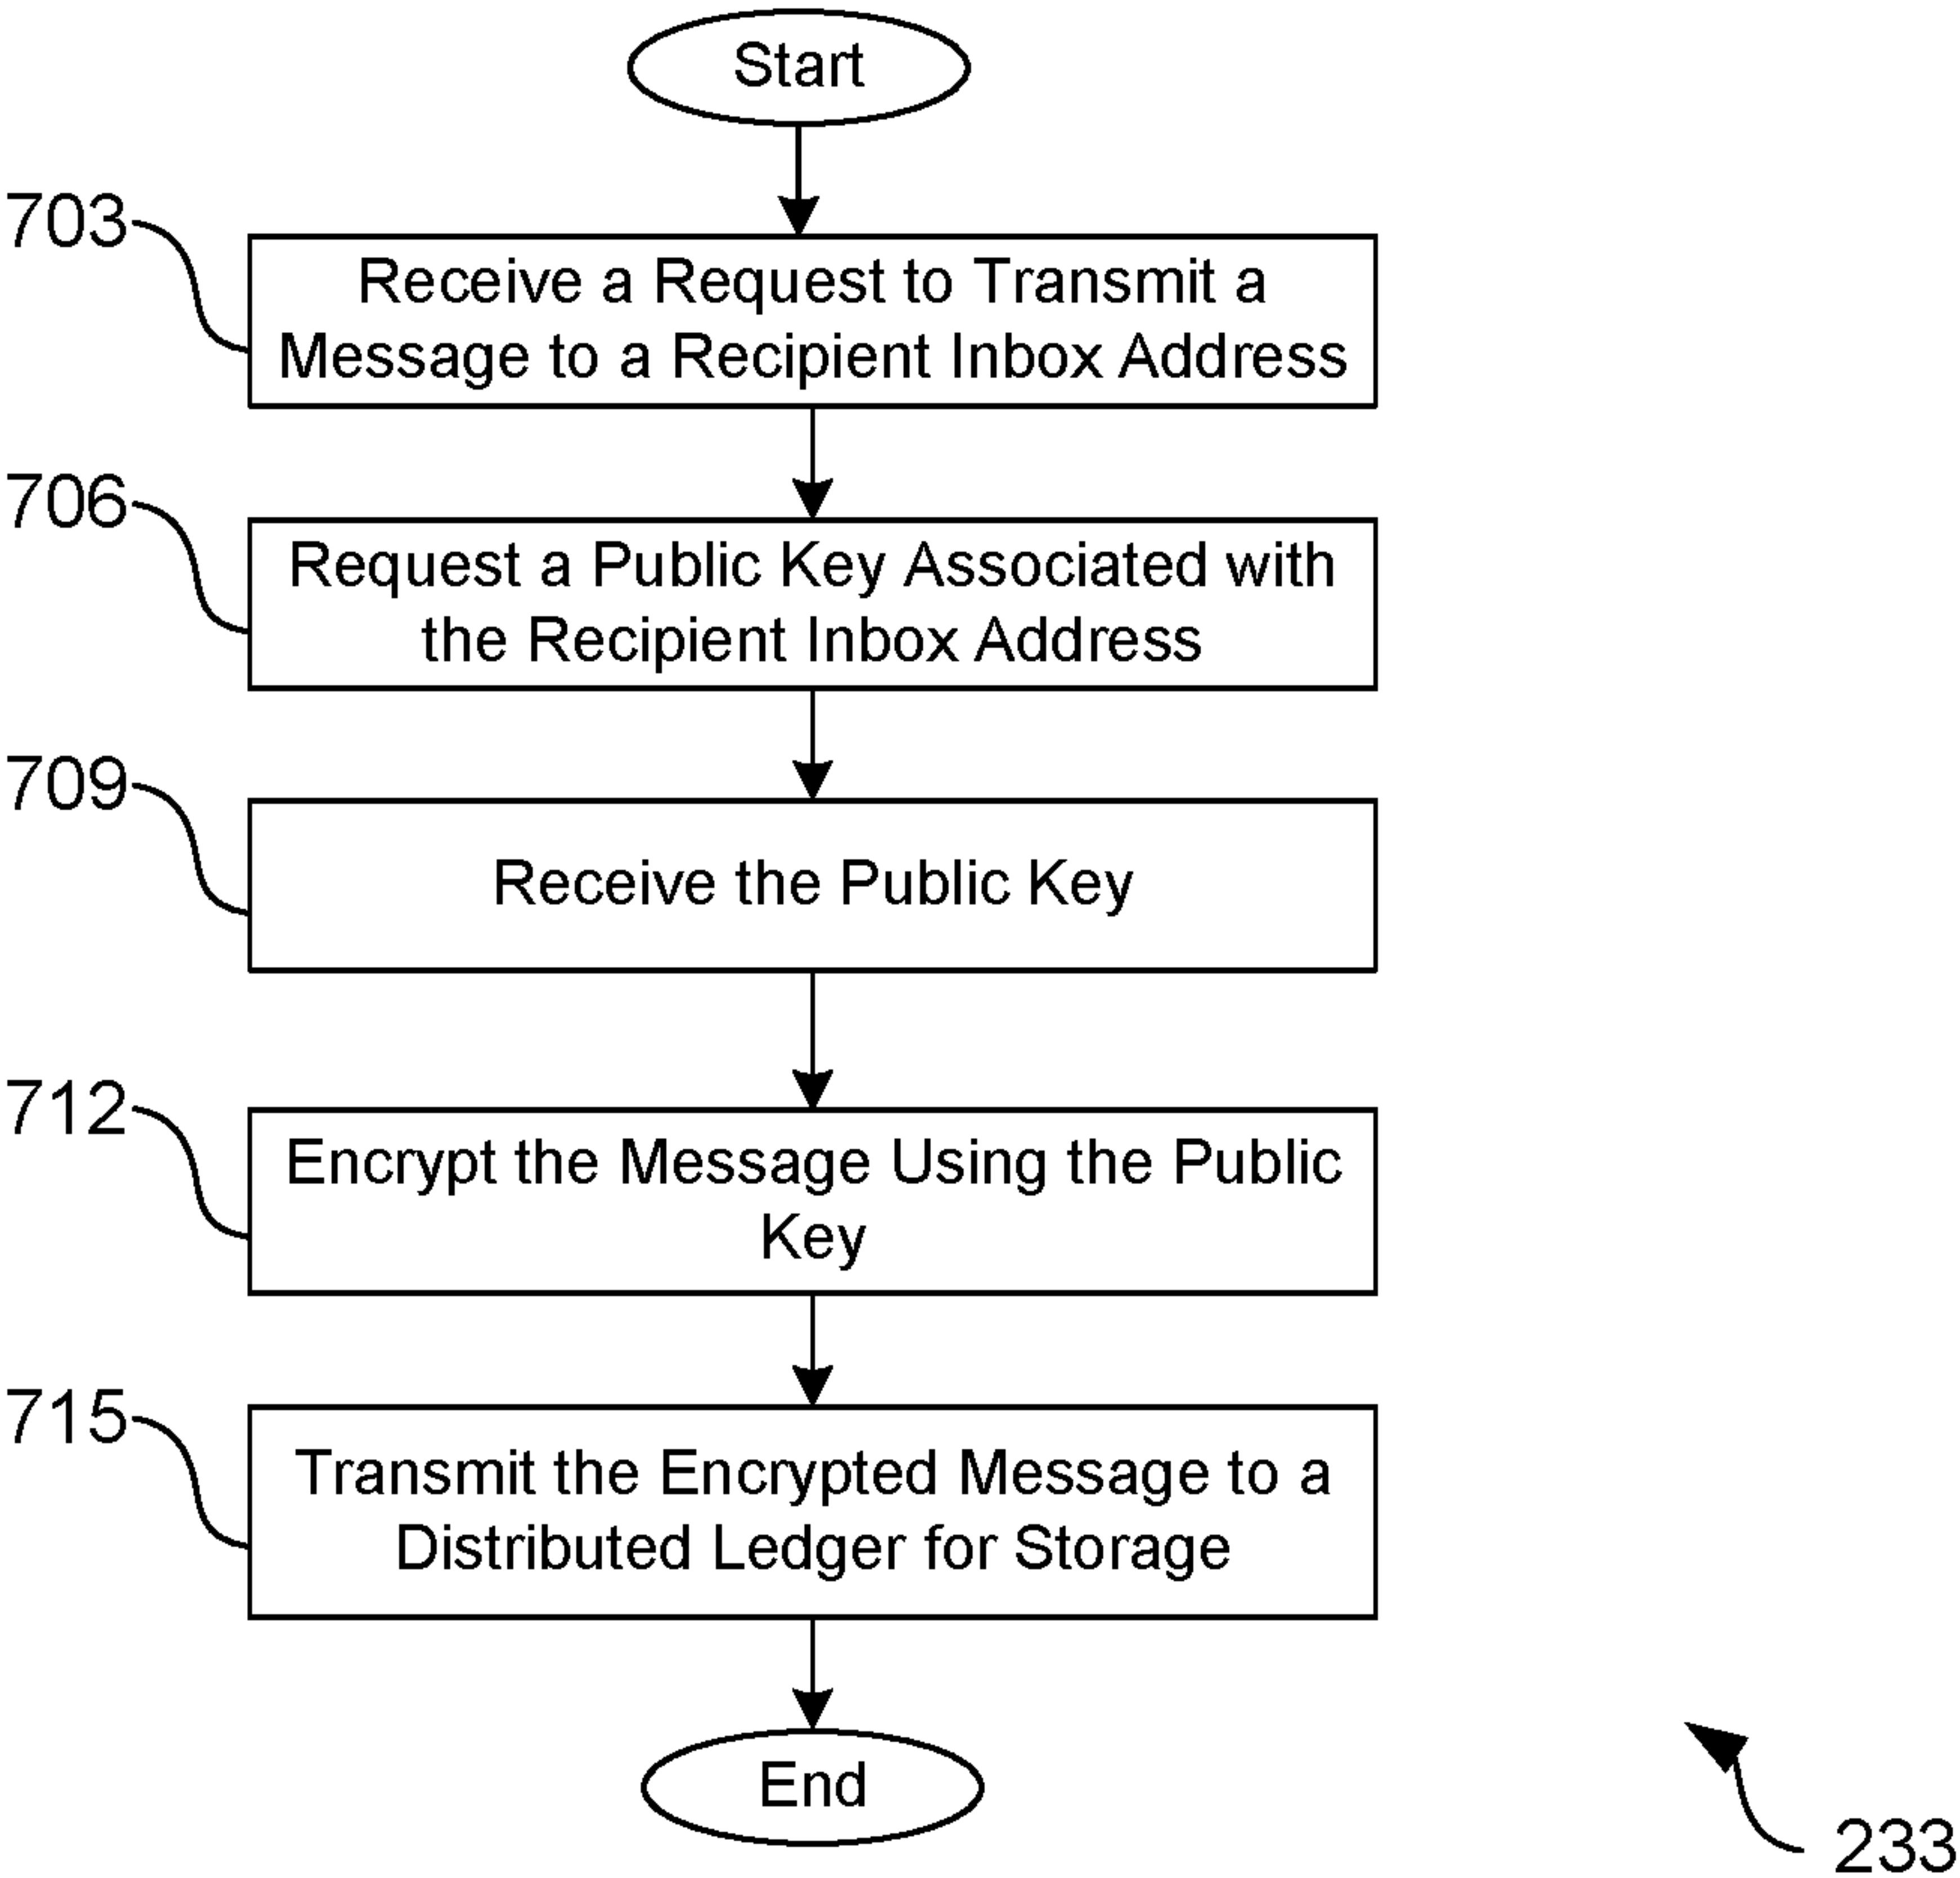 Start
703
Receive a Request to Transmit a
Message to a Recipient Inbox Address
706
Request a Public Key Associated with
the Recipient Inbox Address
709
Receive the Public Key
712
Encrypt the Message Using the Public
Key
715
Transmit the Encrypted Message to a
Distributed Ledger for Storage
End
233